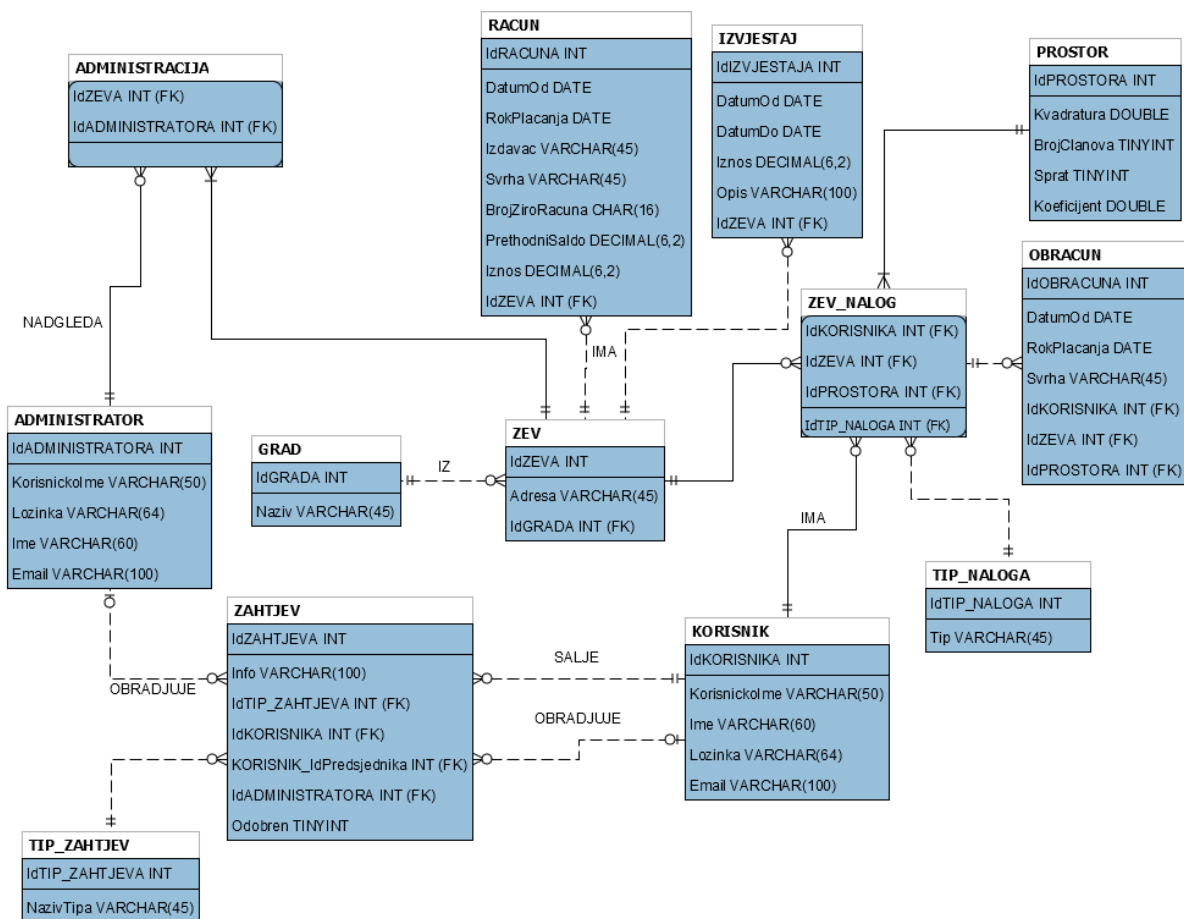 ADMINISTRACIJA
IdZEVA INT (FK)
IdADMINISTRATORA INT (FK)
RACUN
IdRACUNA INT
DatumOd DATE
RokPlacanja DATE
Izdavac VARCHAR(45)
Svrha VARCHAR(45)
BrojZiroRacuna CHAR(16)
PrethodniSaldo DECIMAL(6,2)
Iznos DECIMAL(6,2)
IdZEVA INT (FK)
IZVJESTAJ
IdIZVJESTAJA INT
DatumOd DATE
DatumDo DATE
Iznos DECIMAL(6,2)
Opis VARCHAR(100)
IdZEVA INT (FK)
PROSTOR
IdPROSTORA INT
Kvadratura DOUBLE
BrojClanova TINYINT
Sprat TINYINT
Koeficijent DOUBLE
OBRACUN
IdOBRACUNA INT
DatumOd DATE
RokPlacanja DATE
Svrha VARCHAR(45)
IdKORISNIKA INT (FK)
IdZEVA INT (FK)
IdPROSTORA INT (FK)
ZEV_NALOG
IdKORISNIKA INT (FK)
IdZEVA INT (FK)
IdPROSTORA INT (FK)
IdTIP_NALOGA INT (FK)
NADGLEDA
IMA
ADMINISTRATOR
IdADMINISTRATORA INT
KorisnickoIme VARCHAR(50)
Lozinka VARCHAR(64)
Ime VARCHAR(60)
Email VARCHAR(100)
GRAD
IdGRADA INT
Naziv VARCHAR(45)
IZ
ZEV
IdZEVA INT
Adresa VARCHAR(45)
IdGRADA INT (FK)
IMA
TIP_NALOGA
IdTIP_NALOGA INT
Tip VARCHAR(45)
ZAHTJEV
IdZAHTJEVA INT
Info VARCHAR(100)
IdTIP_ZAHTJEVA INT (FK)
IdKORISNIKA INT (FK)
KORISNIK_IdPredsjednika INT (FK)
IdADMINISTRATORA INT (FK)
Odobren TINYINT
OBRADJUJE
SALJE
OBRADJUJE
KORISNIK
IdKORISNIKA INT
KorisnickoIme VARCHAR(50)
Ime VARCHAR(60)
Lozinka VARCHAR(64)
Email VARCHAR(100)
TIP_ZAHTJEV
IdTIP_ZAHTJEVA INT
NazivTipa VARCHAR(45)